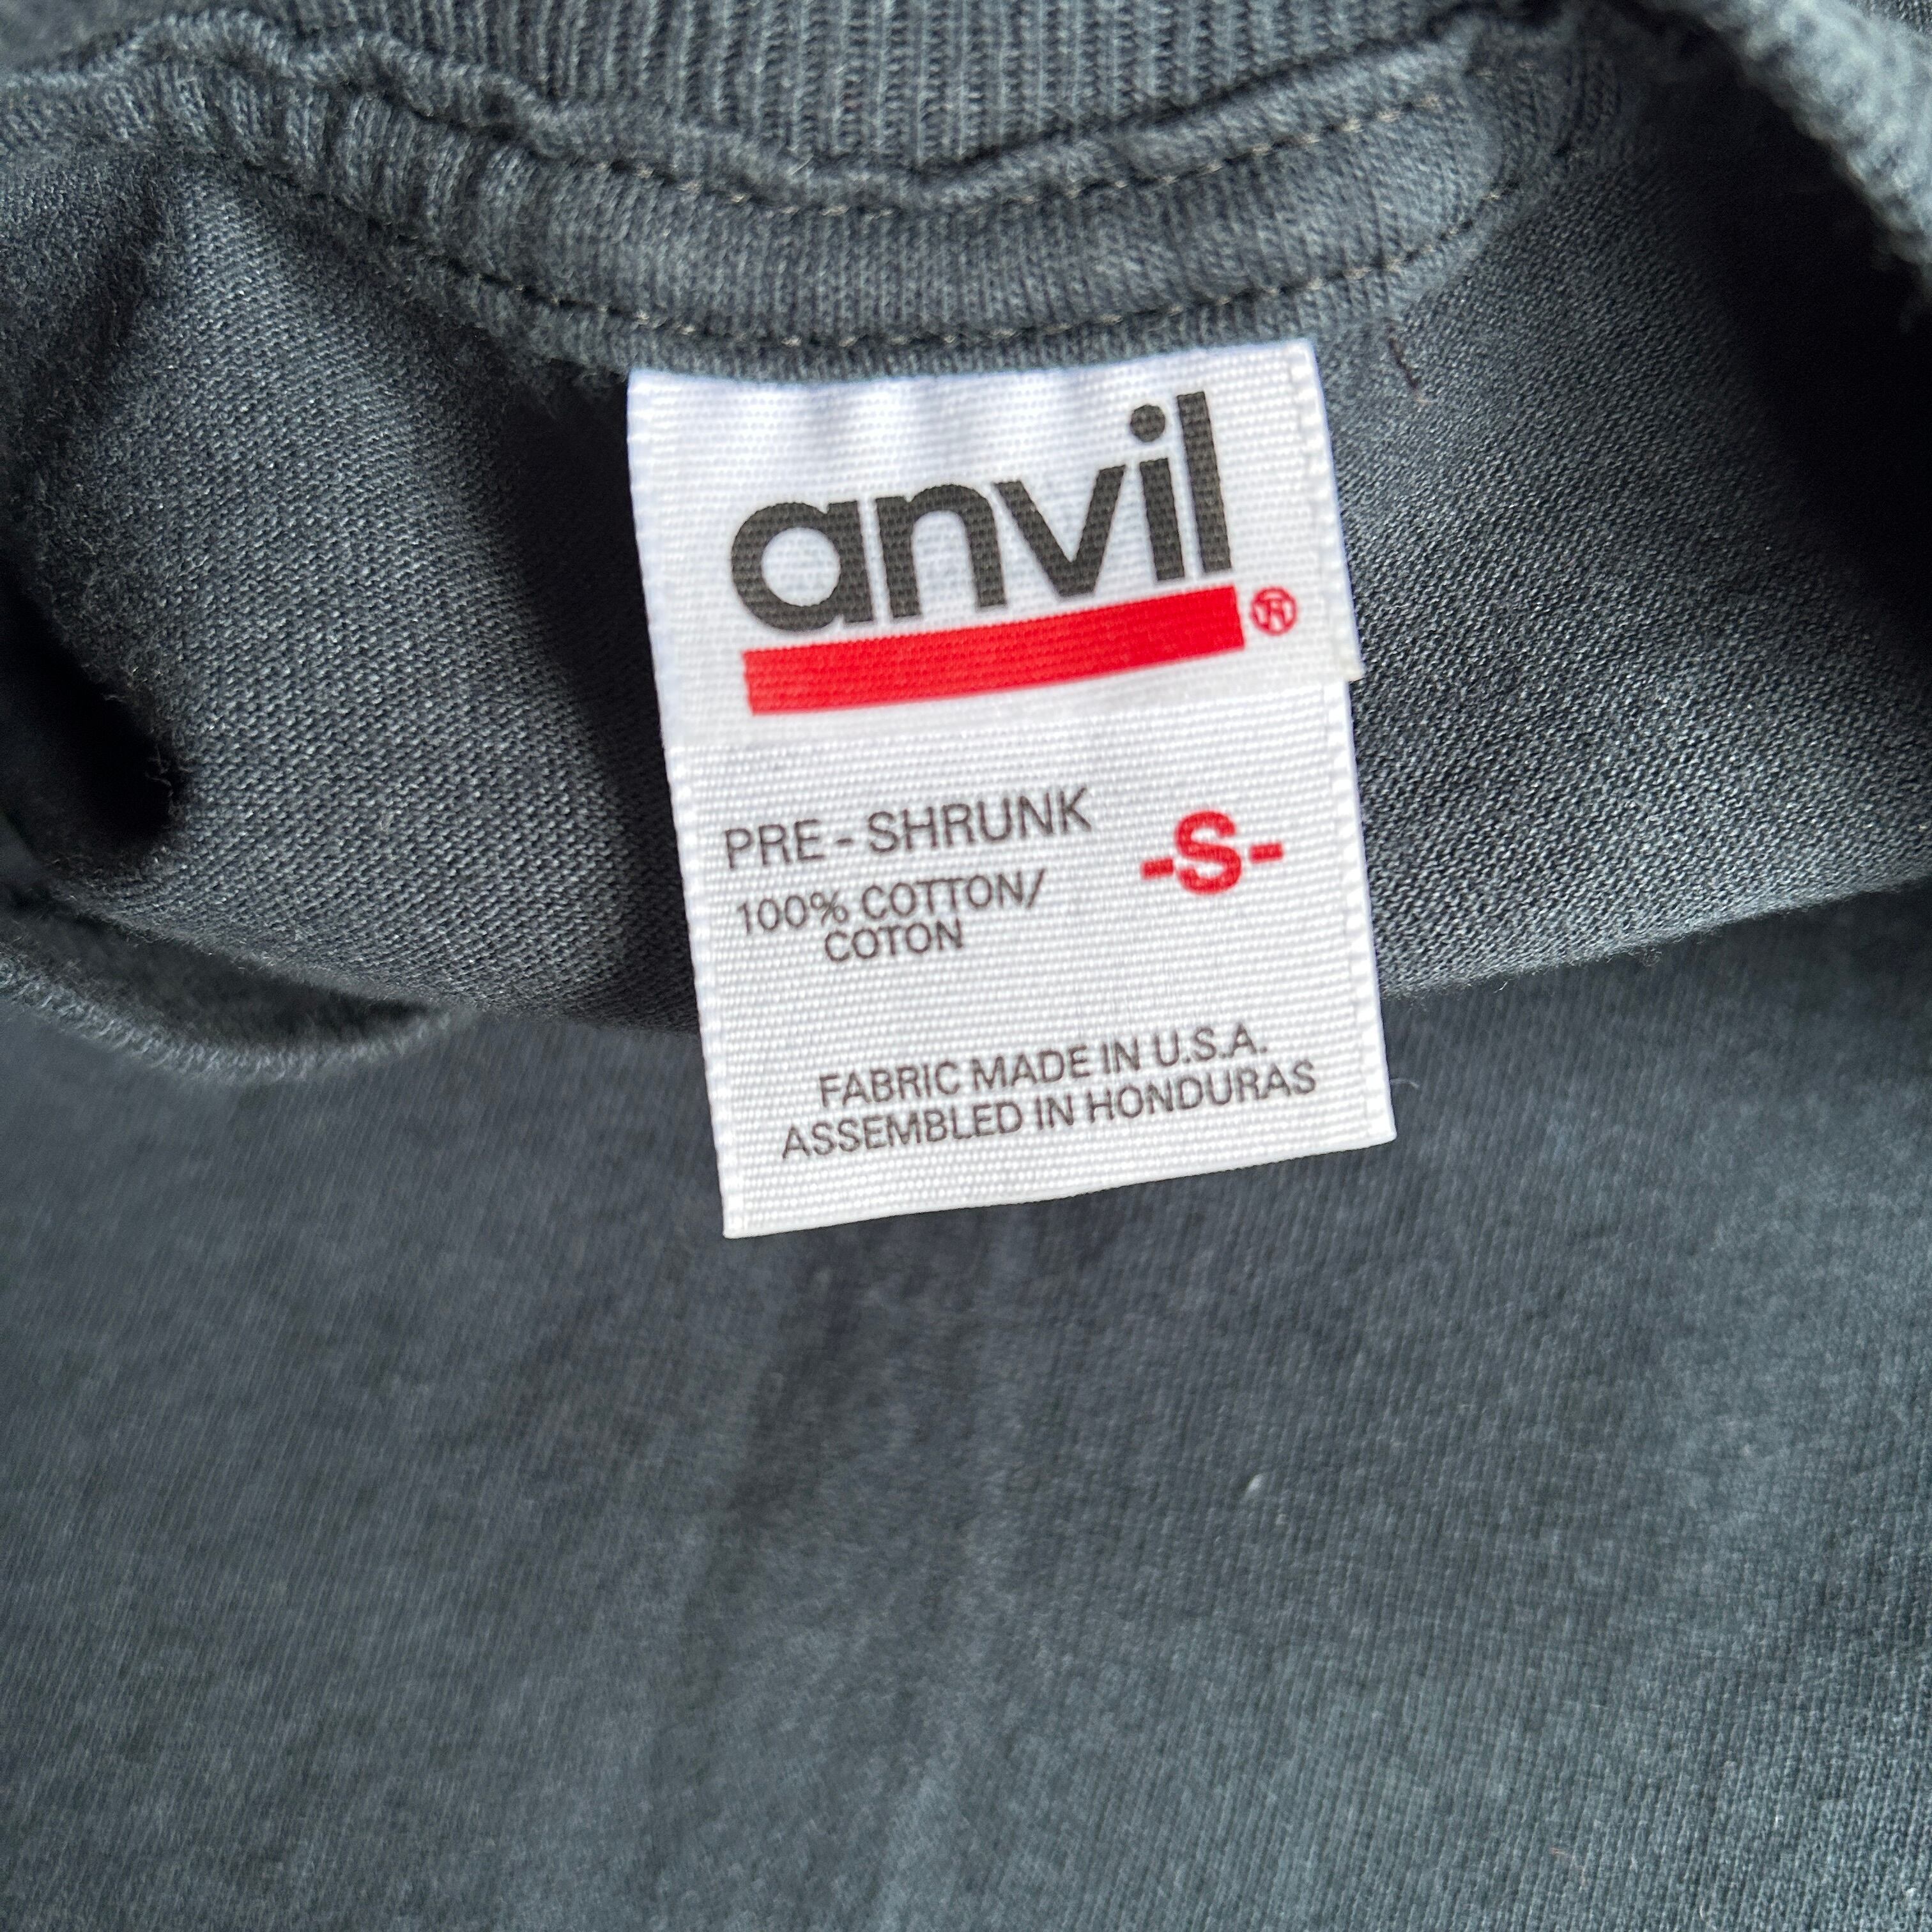 anvil®
PRE-SHRUNK -S-
100% COTTON/
COTON
FABRIC MADE IN U.S.A.
ASSEMBLED IN HONDURAS